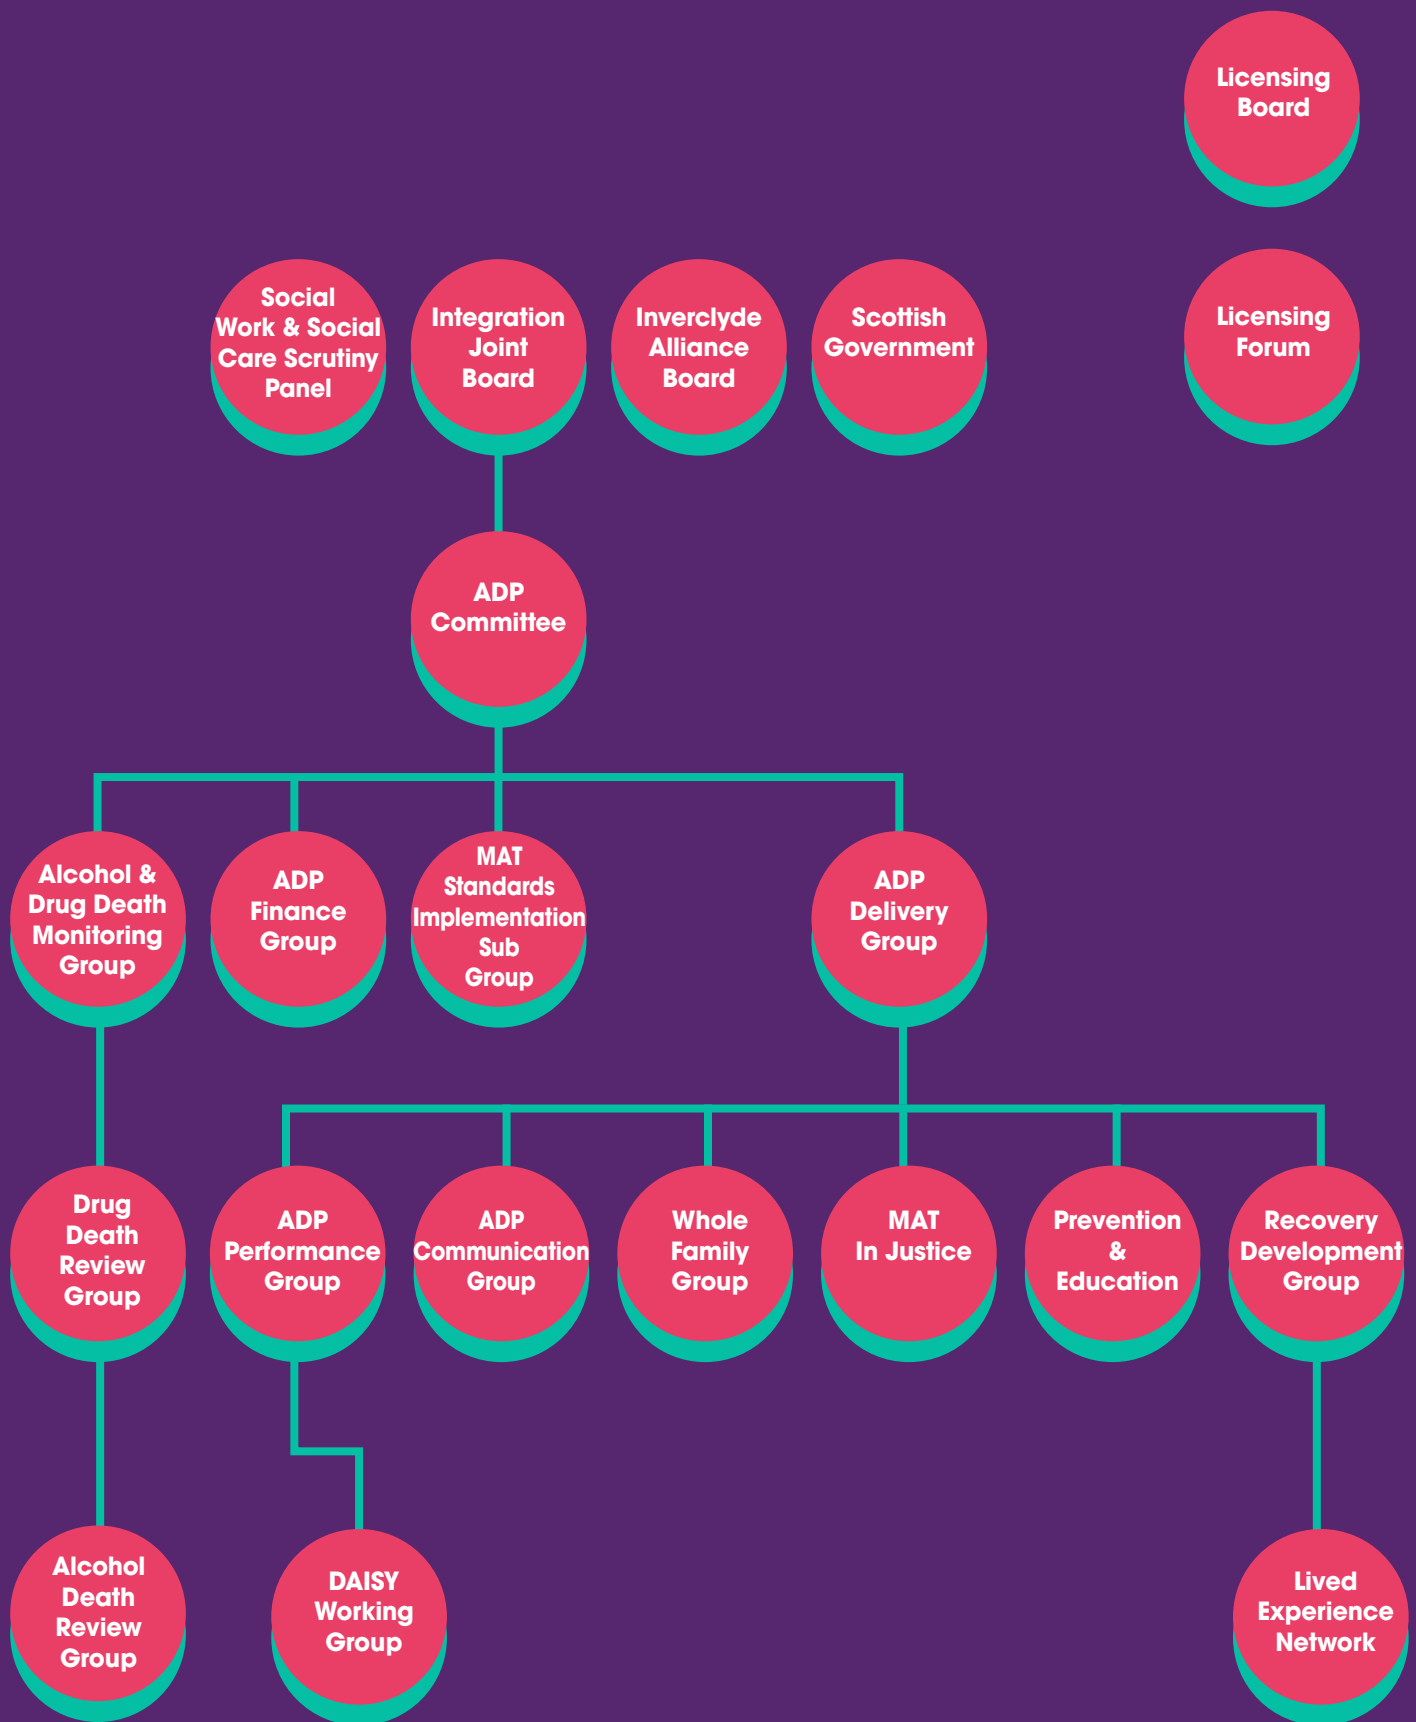 Licensing
Board
Social
Work & Social
Care Scrutiny
Panel
Integration
Joint
Board
Inverclyde
Alliance
Board
Scottish
Government
Licensing
Forum
ADP
Committee
Alcohol &
Drug Death
Monitoring
Group
ADP
Finance
Group
MAT
Standards
Implementation
Sub
Group
ADP
Delivery
Group
Drug
Death
Review
Group
ADP
Performance
Group
ADP
Communication
Group
Whole
Family
Group
MAT
In Justice
Prevention
&
Education
Recovery
Development
Group
Alcohol
Death
Review
Group
DAISY
Working
Group
Lived
Experience
Network